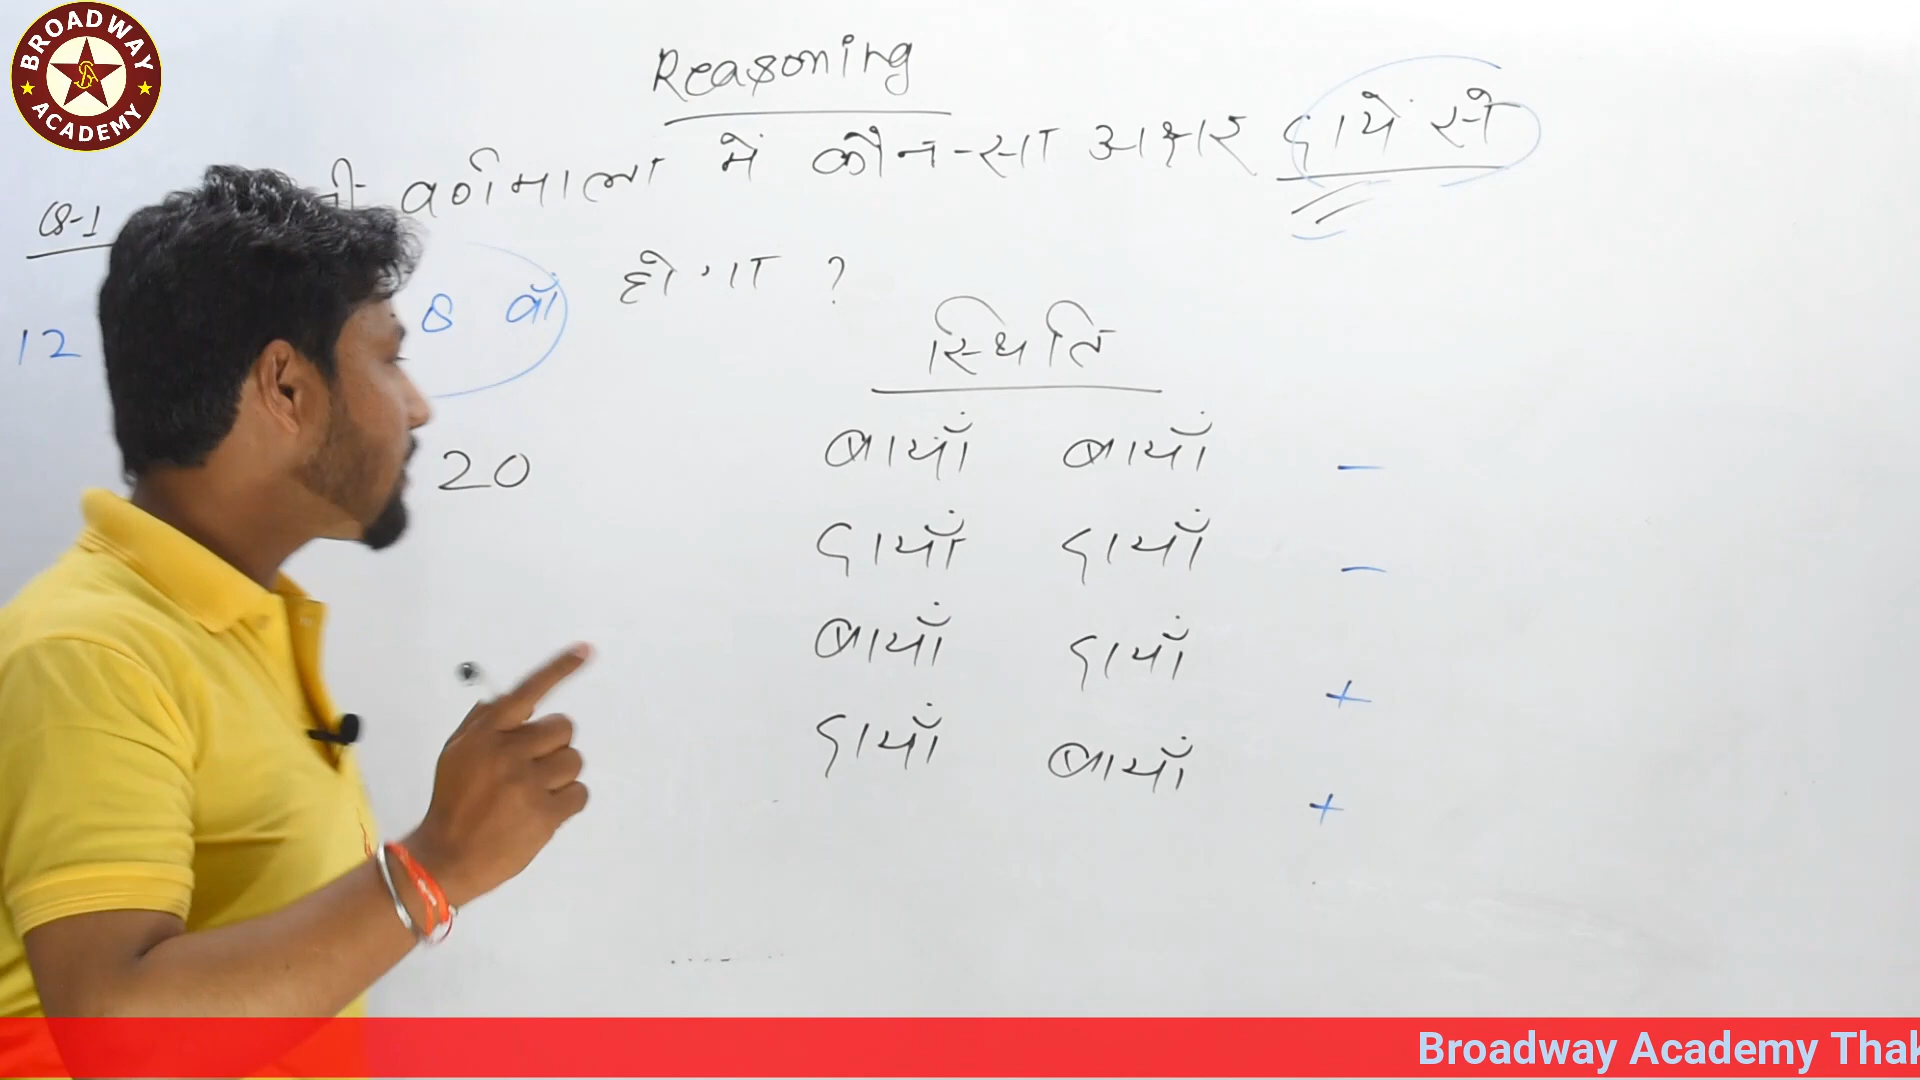 BROADWAY ACADEMY
Reasoning
Q-1 वर्णमाला में कौन-सा अक्षर दायें से
12 8 वाँ होगा ?
स्थिति
20
बायाँ बायाँ -
दायाँ दायाँ -
बायाँ दायाँ +
दायाँ बायाँ +
Broadway Academy Thak